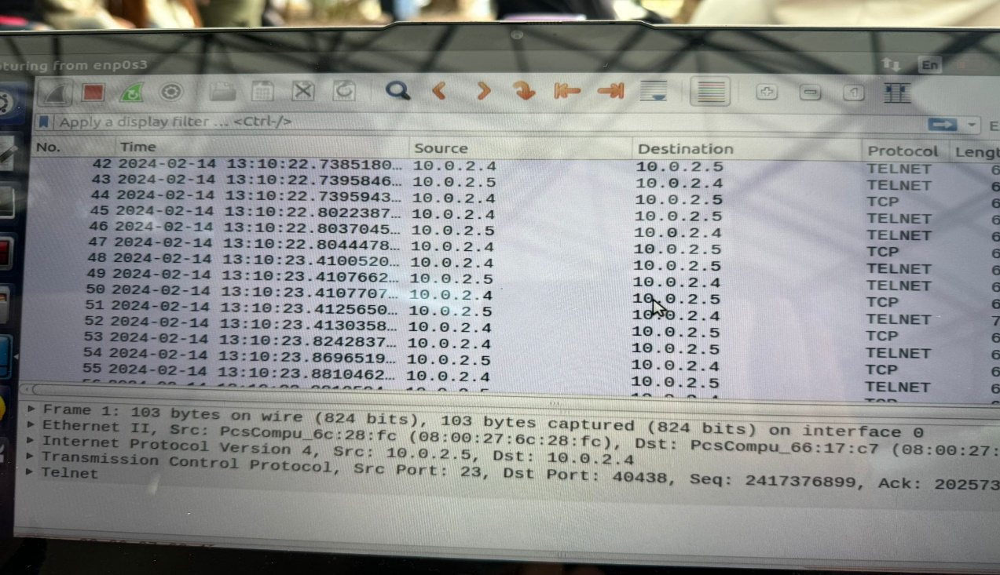 turing from enp0s3
En
Apply a display filter ... <Ctrl-/>
E
No. Time Source Destination Protocol Lengt
42 2024-02-14 13:10:22.7385180… 10.0.2.4 10.0.2.5 TELNET 6
43 2024-02-14 13:10:22.7395846… 10.0.2.5 10.0.2.4 TELNET 6
44 2024-02-14 13:10:22.7395943… 10.0.2.4 10.0.2.5 TCP 6
45 2024-02-14 13:10:22.8022387… 10.0.2.4 10.0.2.5 TELNET 6
46 2024-02-14 13:10:22.8037045… 10.0.2.5 10.0.2.4 TELNET 6
47 2024-02-14 13:10:22.8044478… 10.0.2.4 10.0.2.5 TCP 6
48 2024-02-14 13:10:23.4100520… 10.0.2.4 10.0.2.5 TELNET 6
49 2024-02-14 13:10:23.4107662… 10.0.2.5 10.0.2.4 TELNET 6
50 2024-02-14 13:10:23.4107707… 10.0.2.4 10.0.2.5 TCP 6
51 2024-02-14 13:10:23.4125650… 10.0.2.5 10.0.2.4 TELNET 7
52 2024-02-14 13:10:23.4130358… 10.0.2.4 10.0.2.5 TCP 6
53 2024-02-14 13:10:23.8242837… 10.0.2.4 10.0.2.5 TELNET 6
54 2024-02-14 13:10:23.8696519… 10.0.2.5 10.0.2.4 TCP 6
55 2024-02-14 13:10:23.8810462… 10.0.2.4 10.0.2.5 TELNET 6
Frame 1: 103 bytes on wire (824 bits), 103 bytes captured (824 bits) on interface 0
Ethernet II, Src: PcsCompu_6c:28:fc (08:00:27:6c:28:fc), Dst: PcsCompu_66:17:c7 (08:00:27:
Internet Protocol Version 4, Src: 10.0.2.5, Dst: 10.0.2.4
Transmission Control Protocol, Src Port: 23, Dst Port: 40438, Seq: 2417376899, Ack: 202573
Telnet